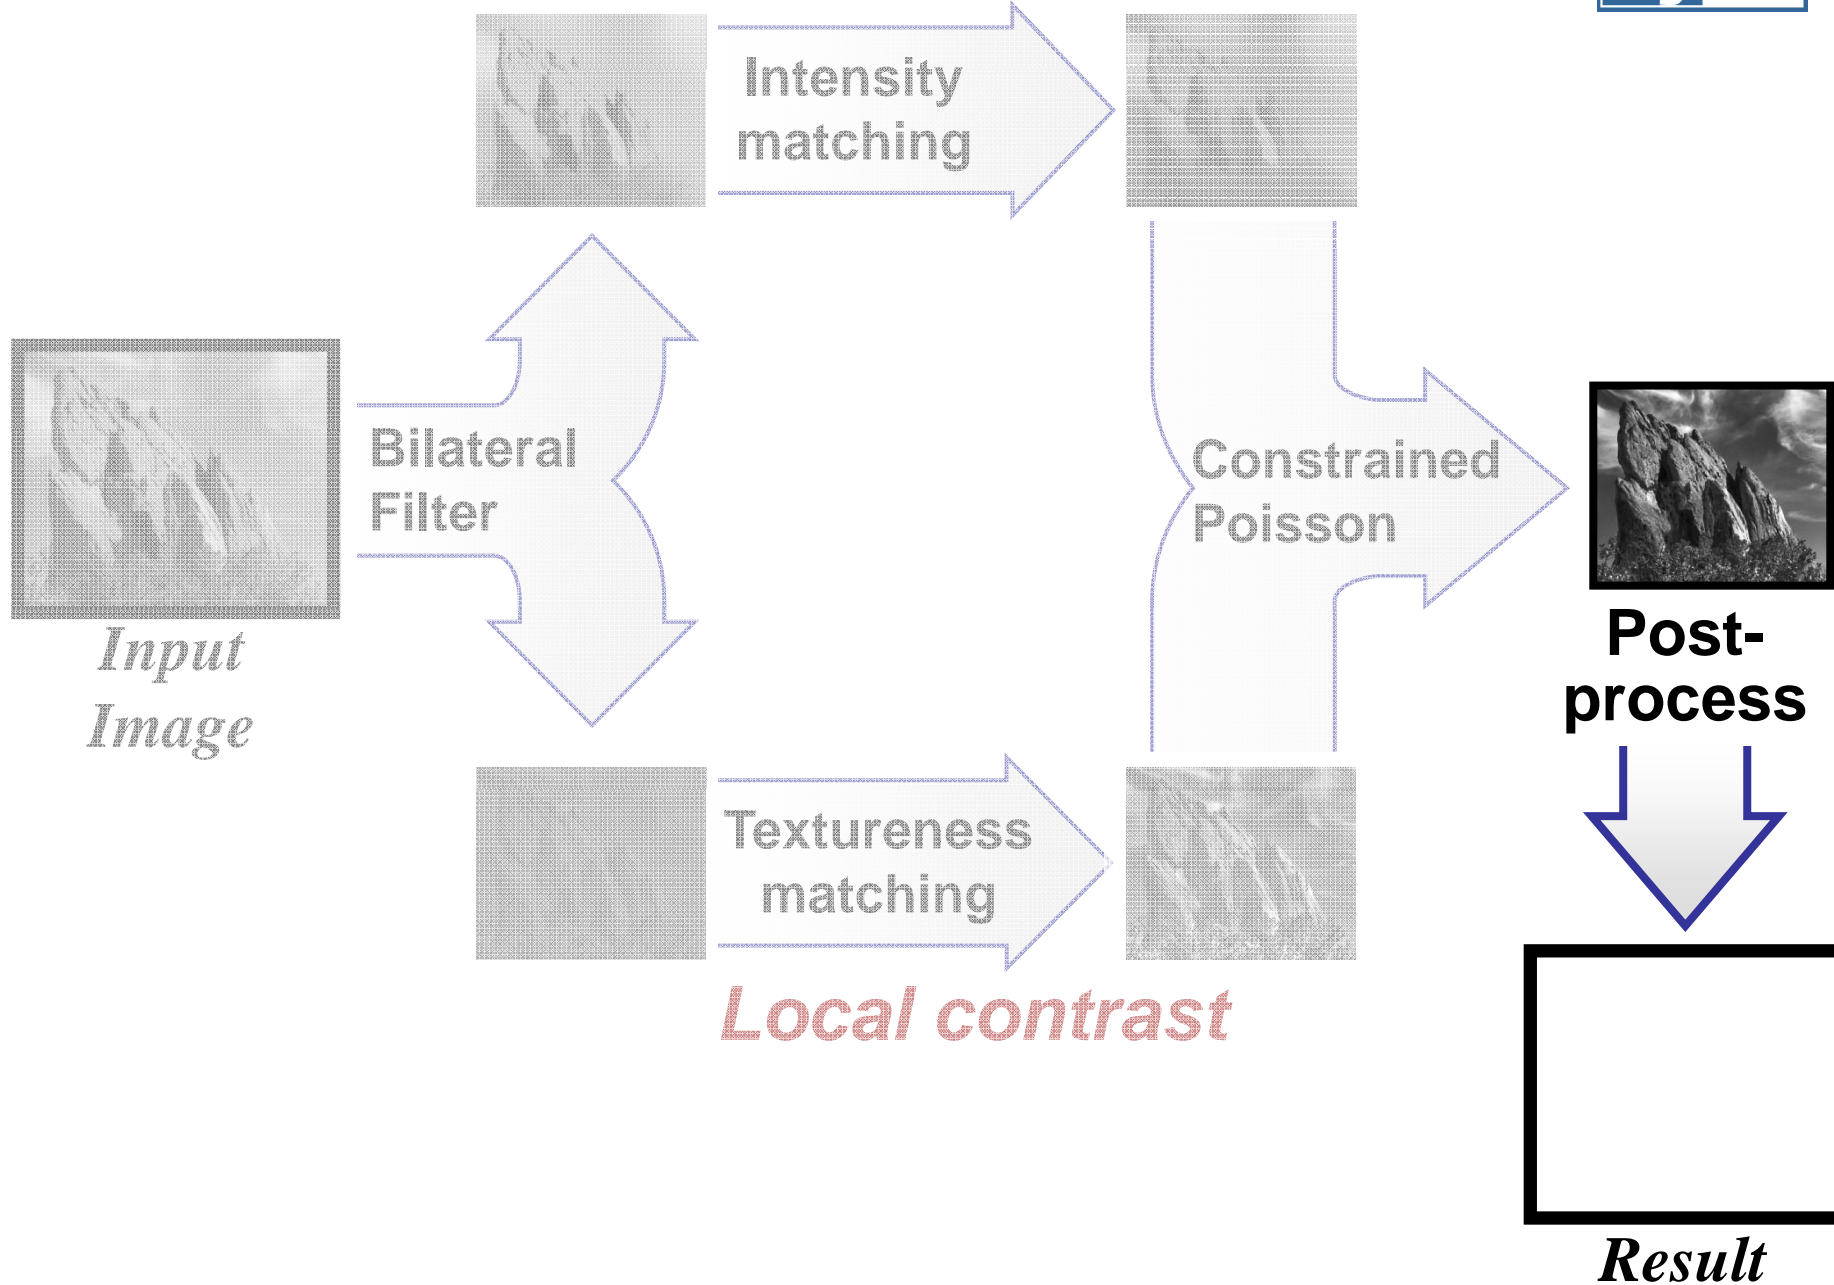 Intensity
matching
Bilateral
Filter
Input
Image
Constrained
Poisson
Post-
process
Textureness
matching
Local contrast
Result